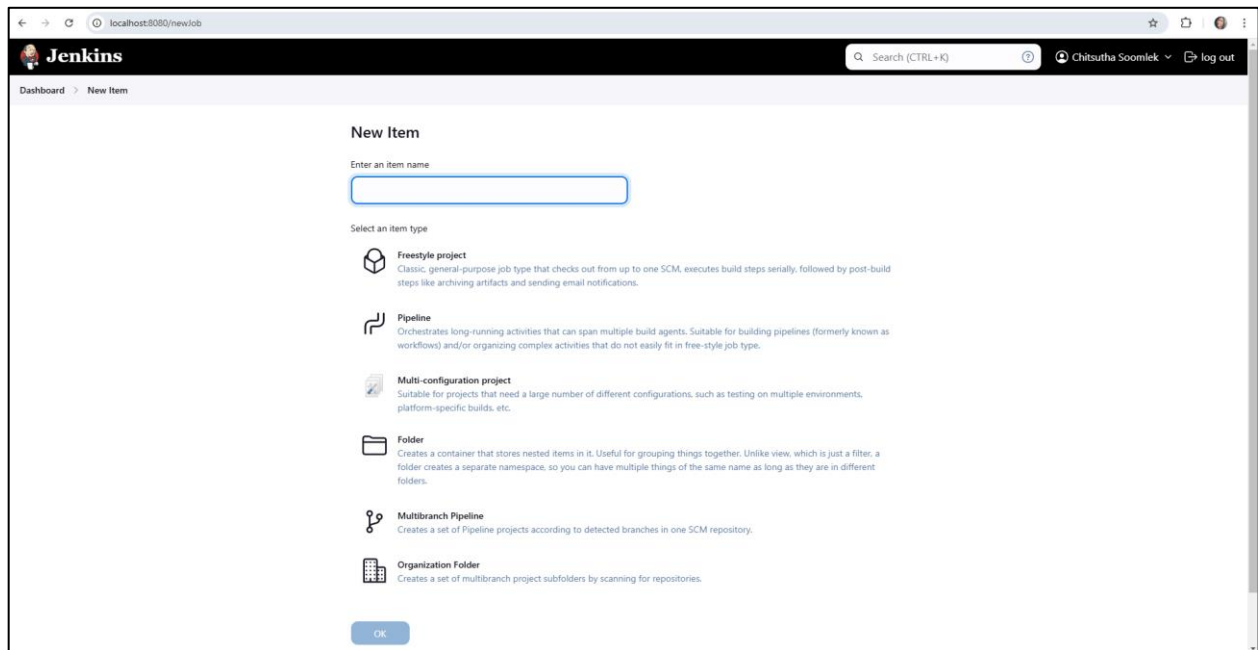 localhost:8080/newJob
Jenkins
Search (CTRL+K)
Chitsutha Soomlek
log out
Dashboard > New Item
New Item
Enter an item name
Select an item type
Freestyle project
Classic, general-purpose job type that checks out from up to one SCM, executes build steps serially, followed by post-build
steps like archiving artifacts and sending email notifications.
Pipeline
Orchestrates long-running activities that can span multiple build agents. Suitable for building pipelines (formerly known as
workflows) and/or organizing complex activities that do not easily fit in free-style job type.
Multi-configuration project
Suitable for projects that need a large number of different configurations, such as testing on multiple environments,
platform-specific builds, etc.
Folder
Creates a container that stores nested items in it. Useful for grouping things together. Unlike view, which is just a filter, a
folder creates a separate namespace, so you can have multiple things of the same name as long as they are in different
folders.
Multibranch Pipeline
Creates a set of Pipeline projects according to detected branches in one SCM repository.
Organization Folder
Creates a set of multibranch project subfolders by scanning for repositories.
OK